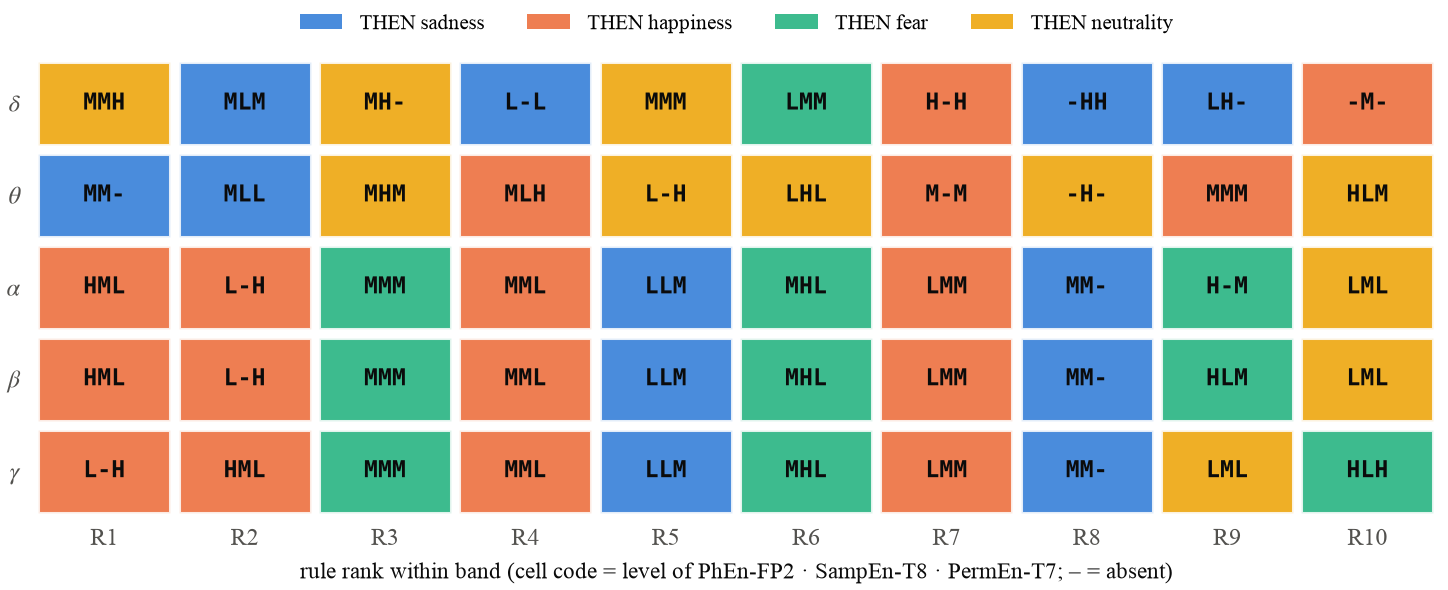 THEN sadness THEN happiness THEN fear THEN neutrality
δ MMH MLM MH- L-L MMM LMM H-H -HH LH- -M-
θ MM- MLL MHM MLH L-H LHL M-M -H- MMM HLM
α HML L-H MMM MML LLM MHL LMM MM- H-M LML
β HML L-H MMM MML LLM MHL LMM MM- HLM LML
γ L-H HML MMM MML LLM MHL LMM MM- LML HLH
R1 R2 R3 R4 R5 R6 R7 R8 R9 R10
rule rank within band (cell code = level of PhEn-FP2 · SampEn-T8 · PermEn-T7; – = absent)